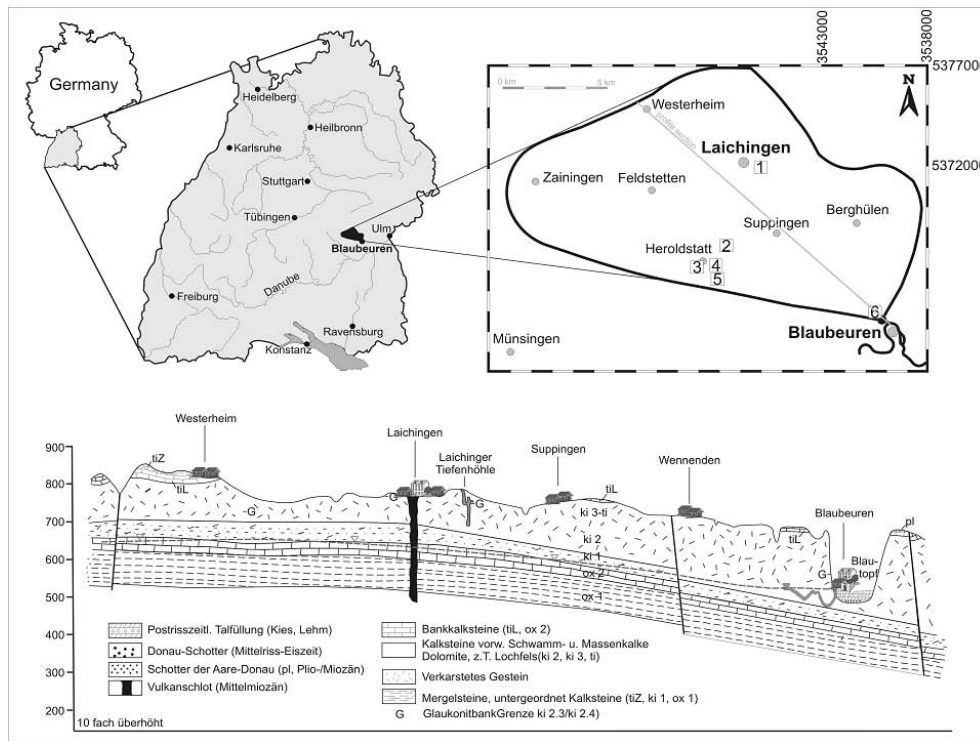 Germany
Heidelberg
Heilbronn
Karlsruhe
Stuttgart
Tübingen
Ulm
Blaubeuren
Danube
Freiburg
Ravensburg
Konstanz
3543000
3538000
5377000
5372000
0 km
5 km
N
Westerheim
profile section
Laichingen
1
Zainingen
Feldstetten
Suppingen
Berghülen
Heroldstatt
2
3
4
5
6
Blaubeuren
Münsingen
900
800
700
600
500
400
300
200
Westerheim
Laichingen
Laichinger
Tiefenhöhle
Suppingen
Wennenden
Blaubeuren
Blau-
topf
tiZ
tiL
G
G
G
tiL
ki 3-ti
ki 2
ki 1
ox 2
ox 1
tiL
pl
G
Postrisszeitl. Talfüllung (Kies, Lehm)
Donau-Schotter (Mittelriss-Eiszeit)
Schotter der Aare-Donau (pl, Plio-/Miozän)
Vulkanschlot (Mittelmiozän)
Bankkalksteine (tiL, ox 2)
Kalksteine vorw. Schwamm- u. Massenkalke
Dolomite, z.T. Lochfels(ki 2, ki 3, ti)
Verkarstetes Gestein
Mergelsteine, untergeordnet Kalksteine (tiZ, ki 1, ox 1)
G GlaukonitbankGrenze ki 2.3/ki 2.4)
10 fach überhöht